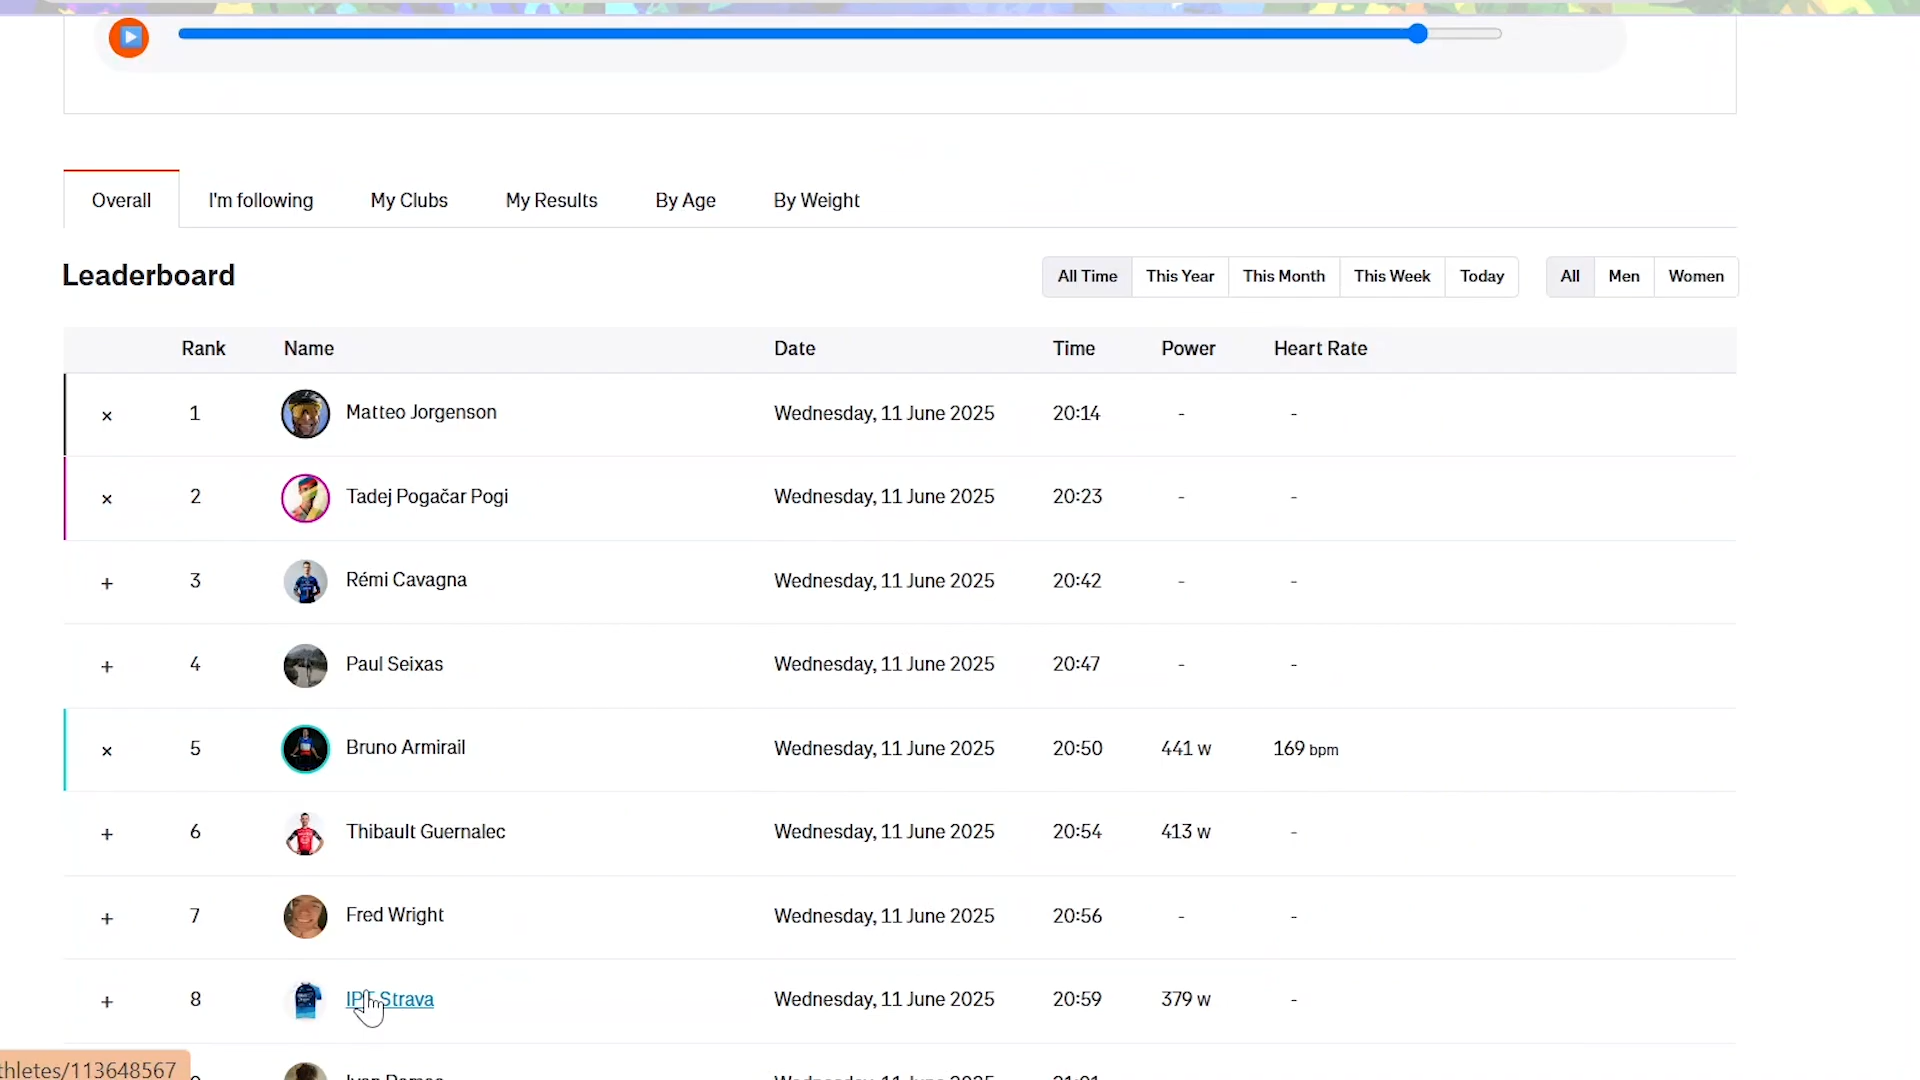 Overall I'm following My Clubs My Results By Age By Weight
Leaderboard
All Time This Year This Month This Week Today All Men Women
Rank Name Date Time Power Heart Rate
× 1 Matteo Jorgenson Wednesday, 11 June 2025 20:14 - -
× 2 Tadej Pogačar Pogi Wednesday, 11 June 2025 20:23 - -
+ 3 Rémi Cavagna Wednesday, 11 June 2025 20:42 - -
+ 4 Paul Seixas Wednesday, 11 June 2025 20:47 - -
× 5 Bruno Armirail Wednesday, 11 June 2025 20:50 441 w 169 bpm
+ 6 Thibault Guernalec Wednesday, 11 June 2025 20:54 413 w -
+ 7 Fred Wright Wednesday, 11 June 2025 20:56 - -
+ 8 Strava Wednesday, 11 June 2025 20:59 379 w -
thletes/113648567